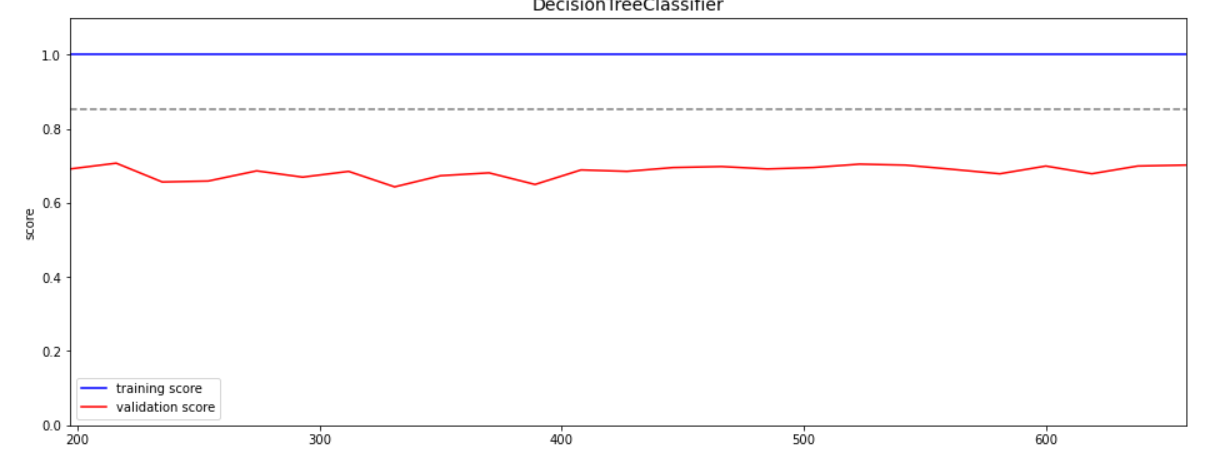 DecisionTreeClassifier
1.0
0.8
0.6
0.4
0.2
0.0
score
training score
validation score
200 300 400 500 600